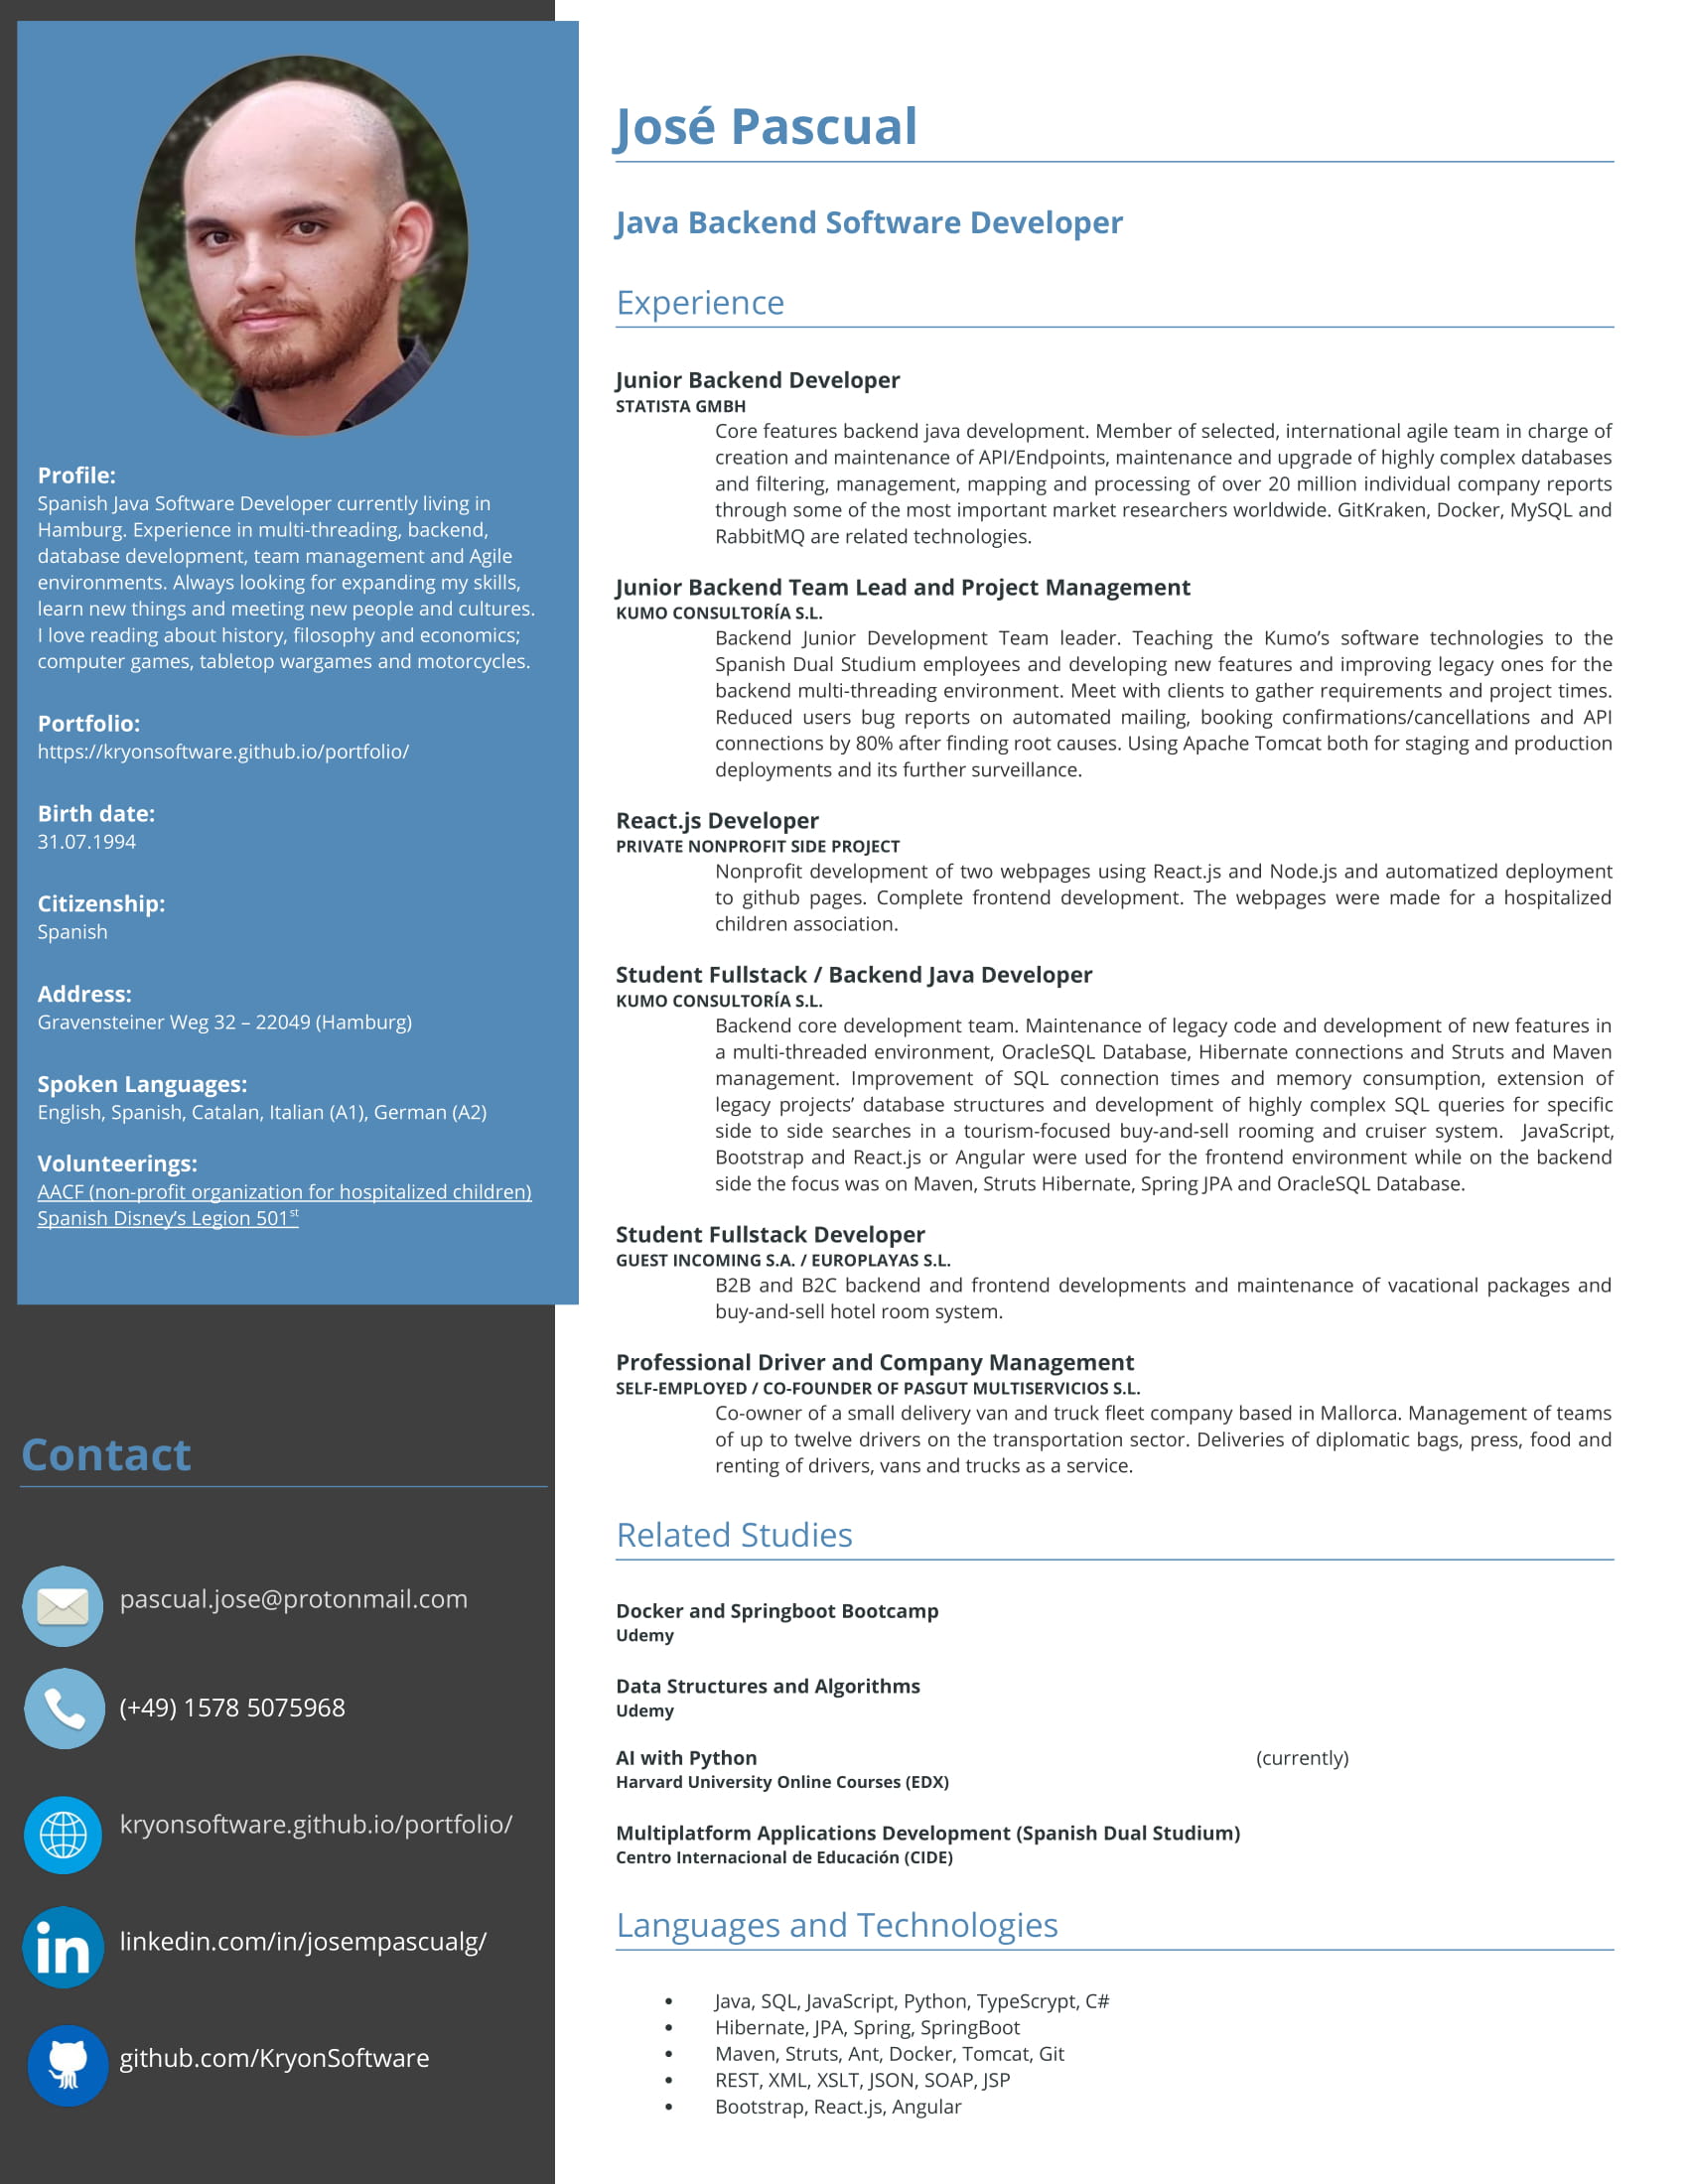 José Pascual
Java Backend Software Developer
Experience
Junior Backend Developer
STATISTA GMBH
Core features backend java development. Member of selected, international agile team in charge of
creation and maintenance of API/Endpoints, maintenance and upgrade of highly complex databases
and filtering, management, mapping and processing of over 20 million individual company reports
through some of the most important market researchers worldwide. GitKraken, Docker, MySQL and
RabbitMQ are related technologies.
Junior Backend Team Lead and Project Management
KUMO CONSULTORÍA S.L.
Backend Junior Development Team leader. Teaching the Kumo’s software technologies to the
Spanish Dual Studium employees and developing new features and improving legacy ones for the
backend multi-threading environment. Meet with clients to gather requirements and project times.
Reduced users bug reports on automated mailing, booking confirmations/cancellations and API
connections by 80% after finding root causes. Using Apache Tomcat both for staging and production
deployments and its further surveillance.
React.js Developer
PRIVATE NONPROFIT SIDE PROJECT
Nonprofit development of two webpages using React.js and Node.js and automatized deployment
to github pages. Complete frontend development. The webpages were made for a hospitalized
children association.
Student Fullstack / Backend Java Developer
KUMO CONSULTORÍA S.L.
Backend core development team. Maintenance of legacy code and development of new features in
a multi-threaded environment, OracleSQL Database, Hibernate connections and Struts and Maven
management. Improvement of SQL connection times and memory consumption, extension of
legacy projects’ database structures and development of highly complex SQL queries for specific
side to side searches in a tourism-focused buy-and-sell rooming and cruiser system. JavaScript,
Bootstrap and React.js or Angular were used for the frontend environment while on the backend
side the focus was on Maven, Struts Hibernate, Spring JPA and OracleSQL Database.
Student Fullstack Developer
GUEST INCOMING S.A. / EUROPLAYAS S.L.
B2B and B2C backend and frontend developments and maintenance of vacational packages and
buy-and-sell hotel room system.
Professional Driver and Company Management
SELF-EMPLOYED / CO-FOUNDER OF PASGUT MULTISERVICIOS S.L.
Co-owner of a small delivery van and truck fleet company based in Mallorca. Management of teams
of up to twelve drivers on the transportation sector. Deliveries of diplomatic bags, press, food and
renting of drivers, vans and trucks as a service.
Related Studies
Docker and Springboot Bootcamp
Udemy
Data Structures and Algorithms
Udemy
AI with Python (currently)
Harvard University Online Courses (EDX)
Multiplatform Applications Development (Spanish Dual Studium)
Centro Internacional de Educación (CIDE)
Languages and Technologies
• Java, SQL, JavaScript, Python, TypeScrypt, C#
• Hibernate, JPA, Spring, SpringBoot
• Maven, Struts, Ant, Docker, Tomcat, Git
• REST, XML, XSLT, JSON, SOAP, JSP
• Bootstrap, React.js, Angular
Profile:
Spanish Java Software Developer currently living in
Hamburg. Experience in multi-threading, backend,
database development, team management and Agile
environments. Always looking for expanding my skills,
learn new things and meeting new people and cultures.
I love reading about history, filosophy and economics;
computer games, tabletop wargames and motorcycles.
Portfolio:
https://kryonsoftware.github.io/portfolio/
Birth date:
31.07.1994
Citizenship:
Spanish
Address:
Gravensteiner Weg 32 – 22049 (Hamburg)
Spoken Languages:
English, Spanish, Catalan, Italian (A1), German (A2)
Volunteerings:
AACF (non-profit organization for hospitalized children)
Spanish Disney’s Legion 501st
Contact
pascual.jose@protonmail.com
(+49) 1578 5075968
kryonsoftware.github.io/portfolio/
in
linkedin.com/in/josempascualg/
github.com/KryonSoftware